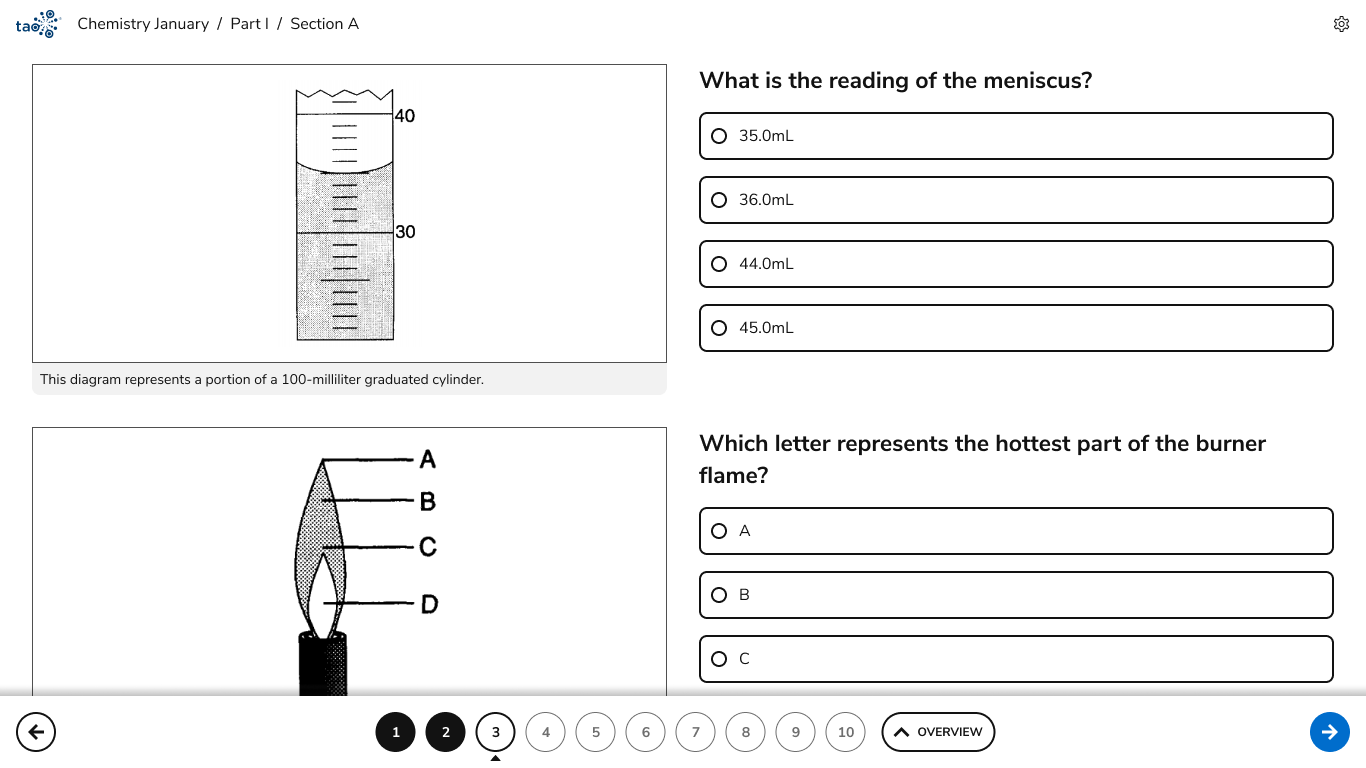 tao
Chemistry January / Part I / Section A
40
30
This diagram represents a portion of a 100-milliliter graduated cylinder.
What is the reading of the meniscus?
35.0mL
36.0mL
44.0mL
45.0mL
A
B
C
D
Which letter represents the hottest part of the burner
flame?
A
B
C
1 2 3 4 5 6 7 8 9 10 OVERVIEW